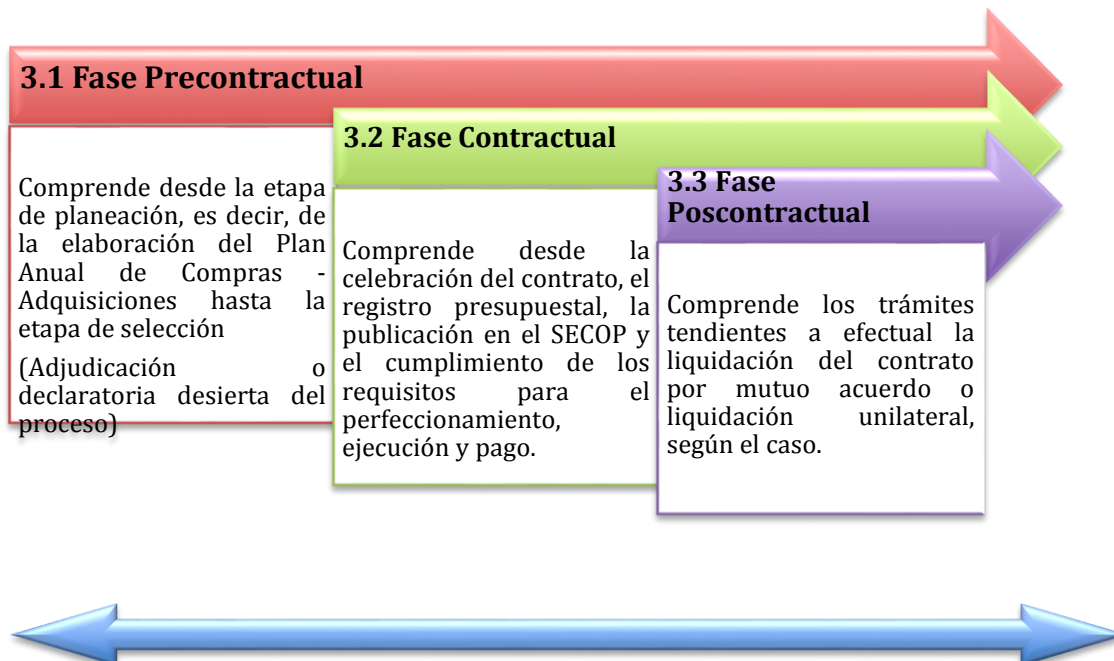 3.1 Fase Precontractual
Comprende desde la etapa
de planeación, es decir, de
la elaboración del Plan
Anual de Compras -
Adquisiciones hasta la
etapa de selección
(Adjudicación o
declaratoria desierta del
proceso)
3.2 Fase Contractual
Comprende desde la
celebración del contrato, el
registro presupuestal, la
publicación en el SECOP y
el cumplimiento de los
requisitos para el
perfeccionamiento,
ejecución y pago.
3.3 Fase
Poscontractual
Comprende los trámites
tendientes a efectual la
liquidación del contrato
por mutuo acuerdo o
liquidación unilateral,
según el caso.